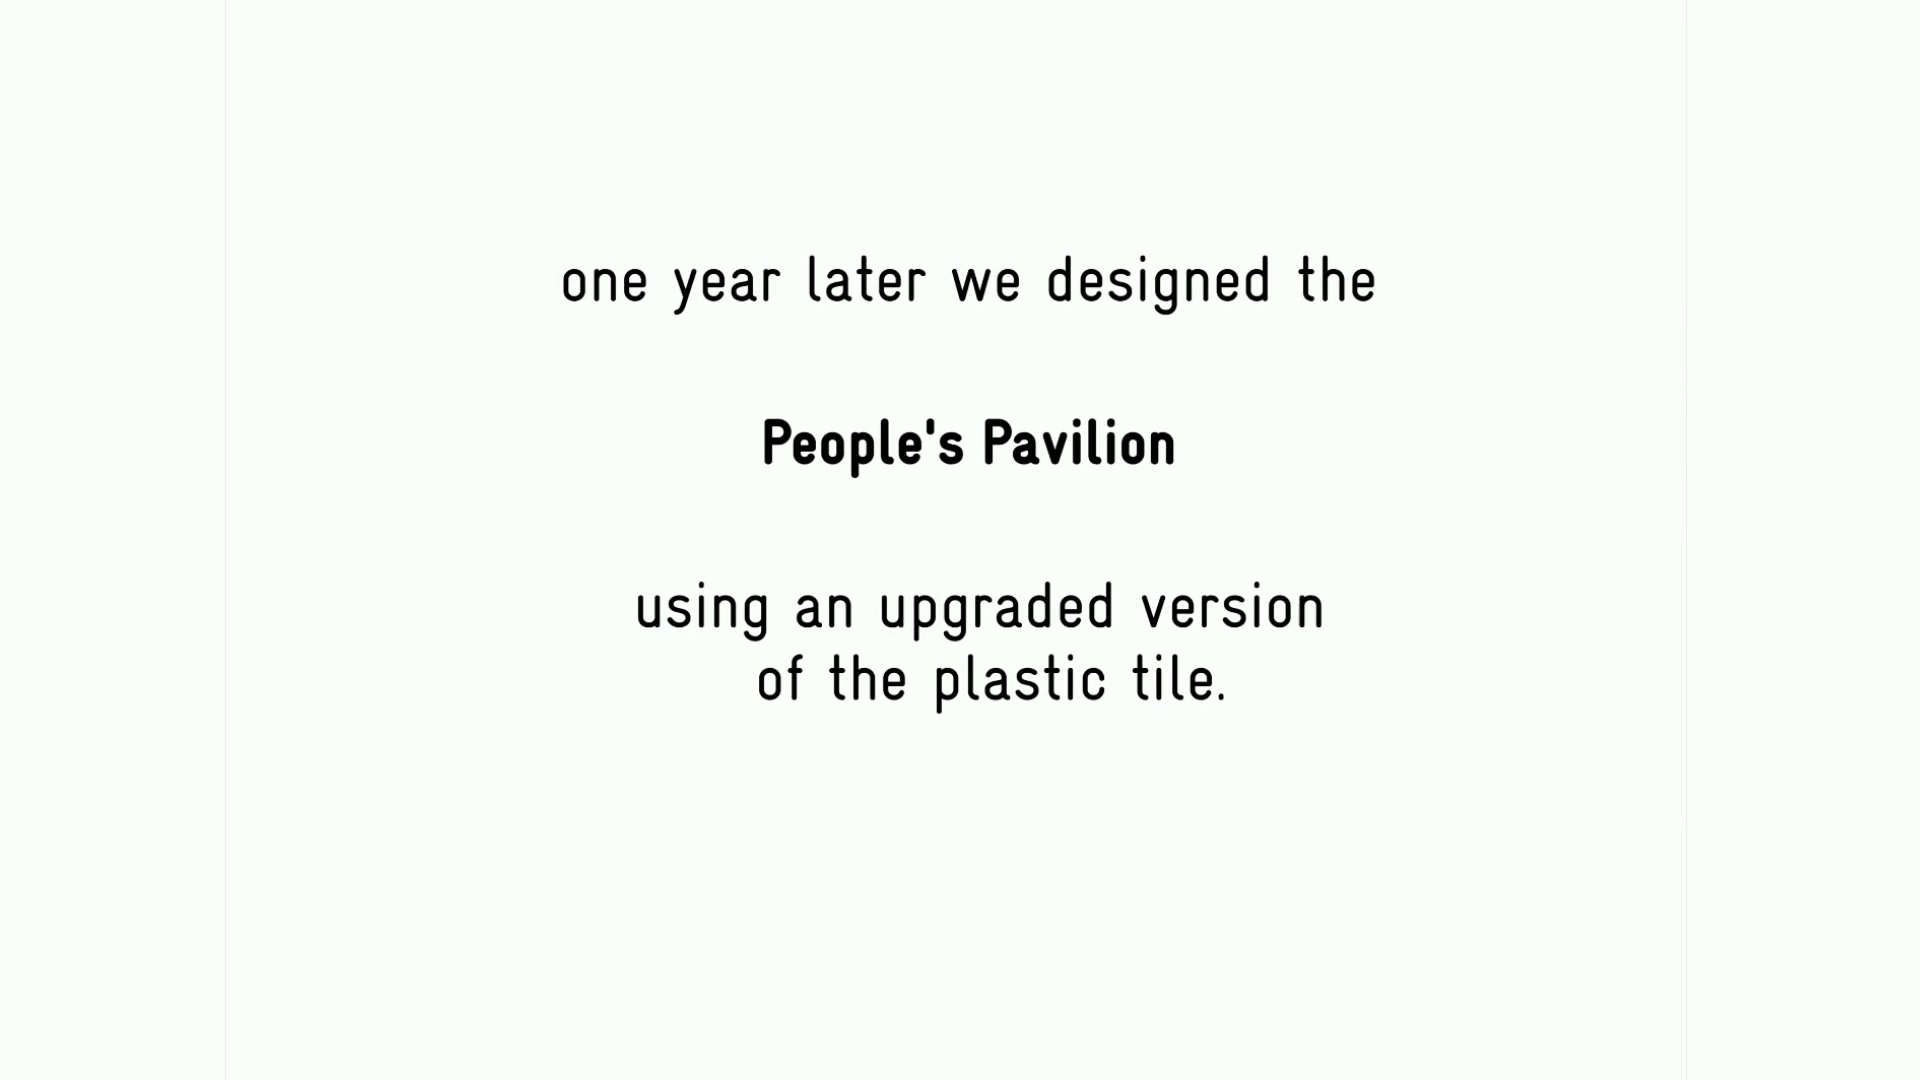 one year later we designed the
People's Pavilion
using an upgraded version
of the plastic tile.